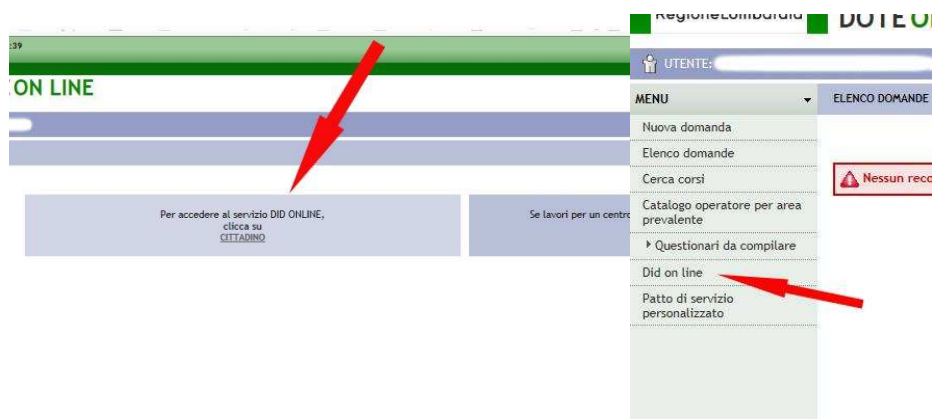 :39
ON LINE
Per accedere al servizio DID ONLINE,
clicca su
CITTADINO
Se lavori per un centro
RegioneLombardia
DOTE
UTENTE:
MENU
ELENCO DOMANDE
Nuova domanda
Elenco domande
Cerca corsi
Catalogo operatore per area
prevalente
Questionari da compilare
Did on line
Patto di servizio
personalizzato
Nessun reco